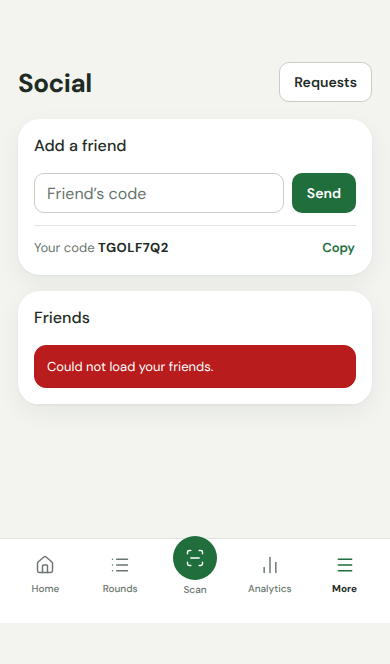 Social
Requests
Add a friend
Friend's code
Send
Your code TGOLF7Q2
Copy
Friends
Could not load your friends.
Home
Rounds
Scan
Analytics
More